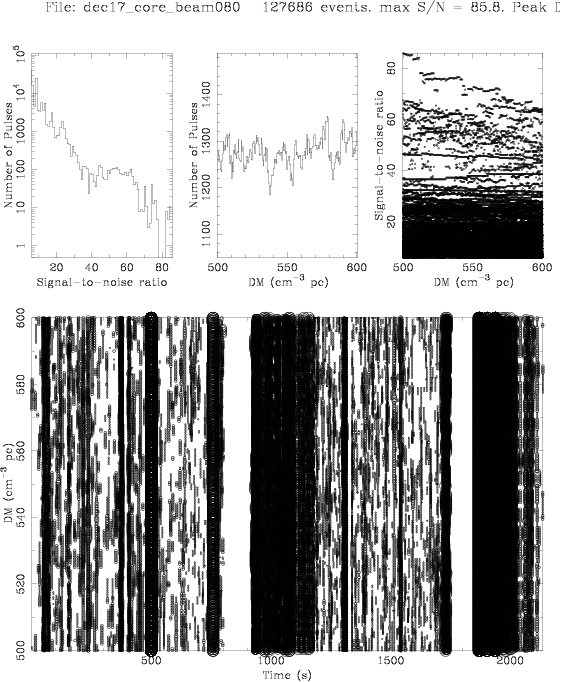 File: dec17_core_beam080 127686 events. max S/N = 85.8. Peak D
Number of Pulses
1 10 100 1000 10⁴ 10⁵
20 40 60 80
Signal−to−noise ratio
Number of Pulses
1100 1200 1300 1400
500 550 600
DM (cm⁻³ pc)
Signal−to−noise ratio
20 40 60 80
500 550 600
DM (cm⁻³ pc)
DM (cm⁻³ pc)
500 520 540 560 580 600
500 1000 1500 2000
Time (s)